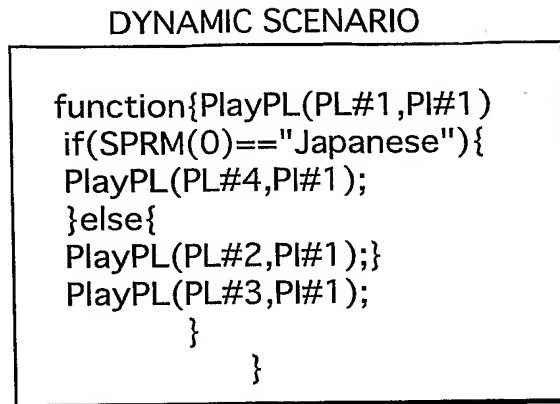 DYNAMIC SCENARIO
function{PlayPL(PL#1,PI#1)
if(SPRM(0)=="Japanese"){
PlayPL(PL#4,PI#1);
}else{
PlayPL(PL#2,PI#1);}
PlayPL(PL#3,PI#1);
}
}